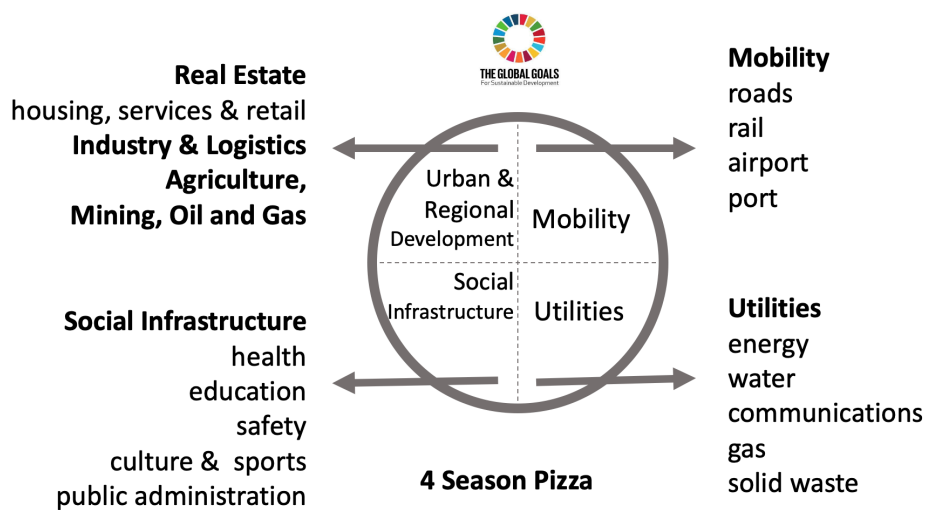 THE GLOBAL GOALS
For Sustainable Development
Real Estate
housing, services & retail
Industry & Logistics
Agriculture,
Mining, Oil and Gas
Mobility
roads
rail
airport
port
Urban &
Regional
Development
Mobility
Social
Infrastructure
Utilities
Social Infrastructure
health
education
safety
culture & sports
public administration
Utilities
energy
water
communications
gas
solid waste
4 Season Pizza